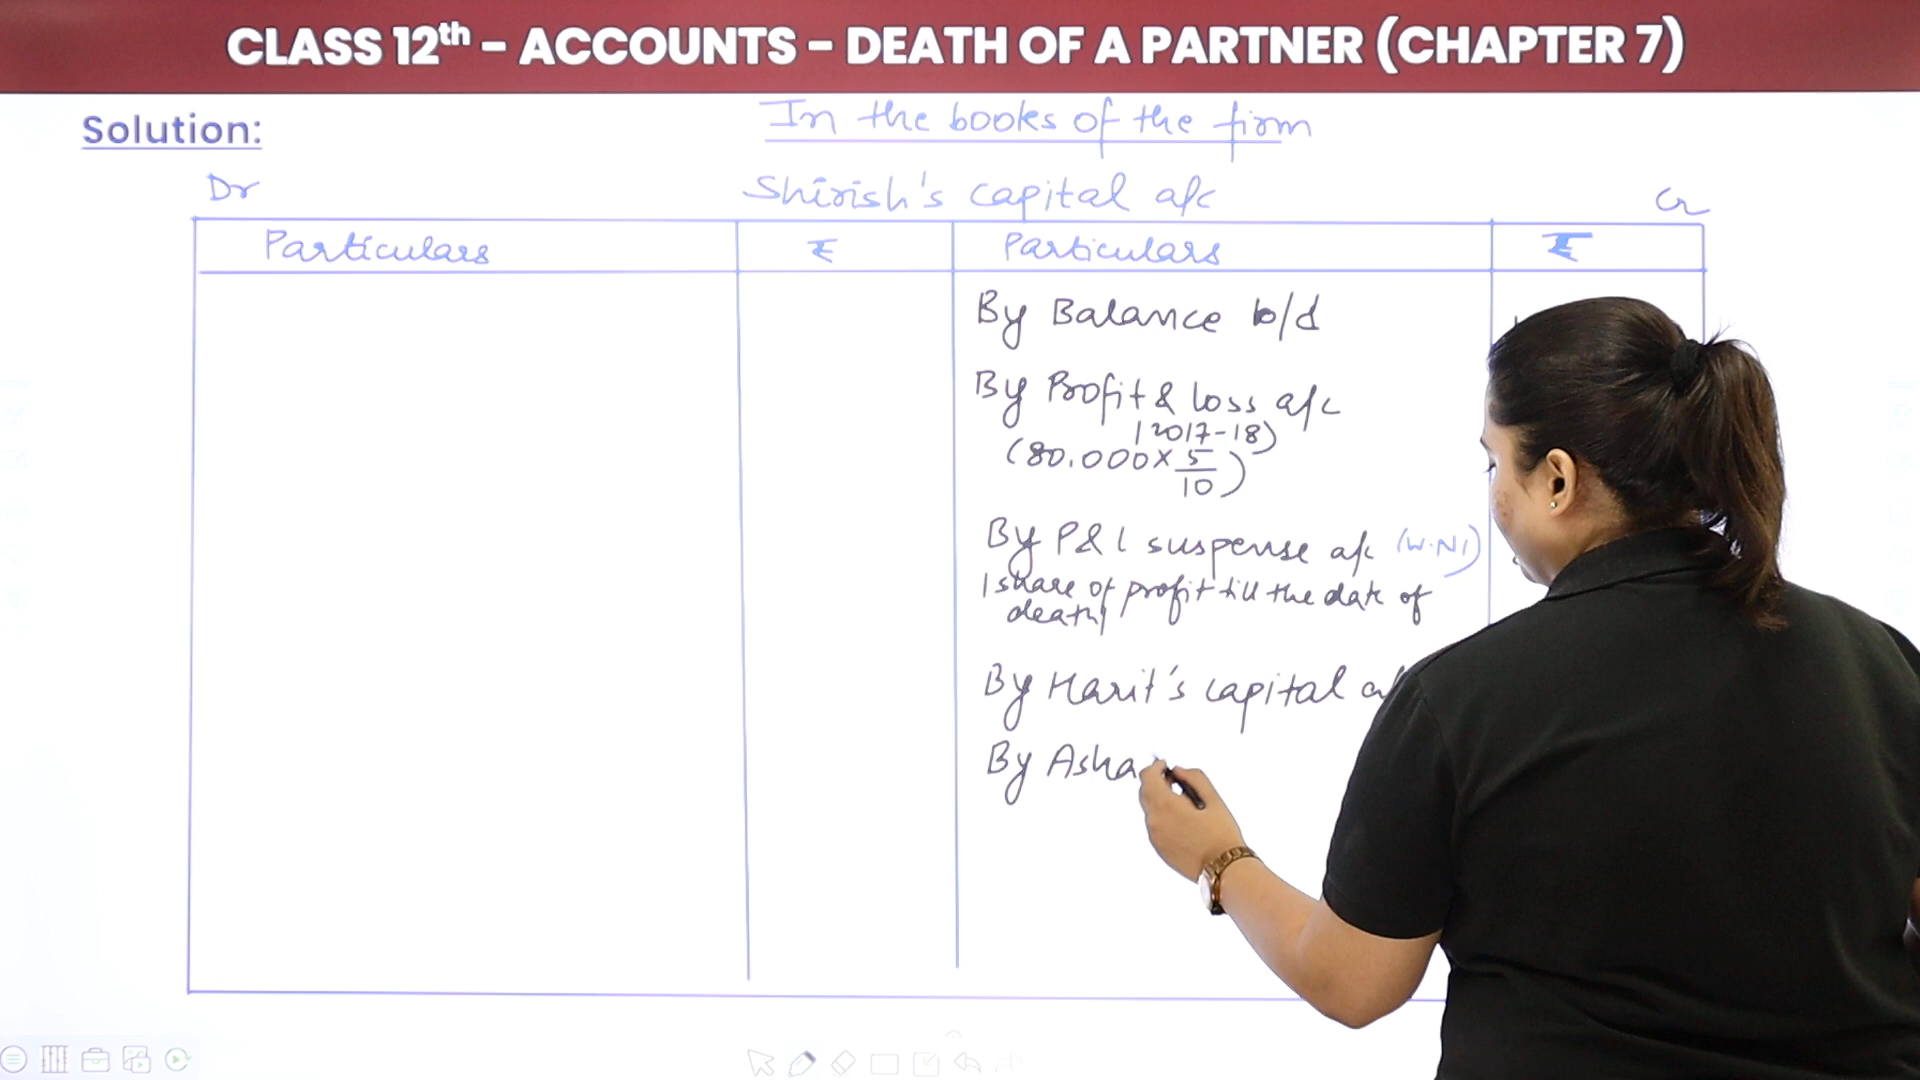 CLASS 12th - ACCOUNTS - DEATH OF A PARTNER (CHAPTER 7)
Solution:
In the books of the firm
Dr Shirish's capital a/c Cr
Particulars ₹ Particulars ₹
By Balance b/d
By Profit & loss a/c
(2017-18)
(80,000 × 5/10)
By P & L suspense a/c (W.N1)
(share of profit till the date of
death)
By Harit's capital a/
By Asha